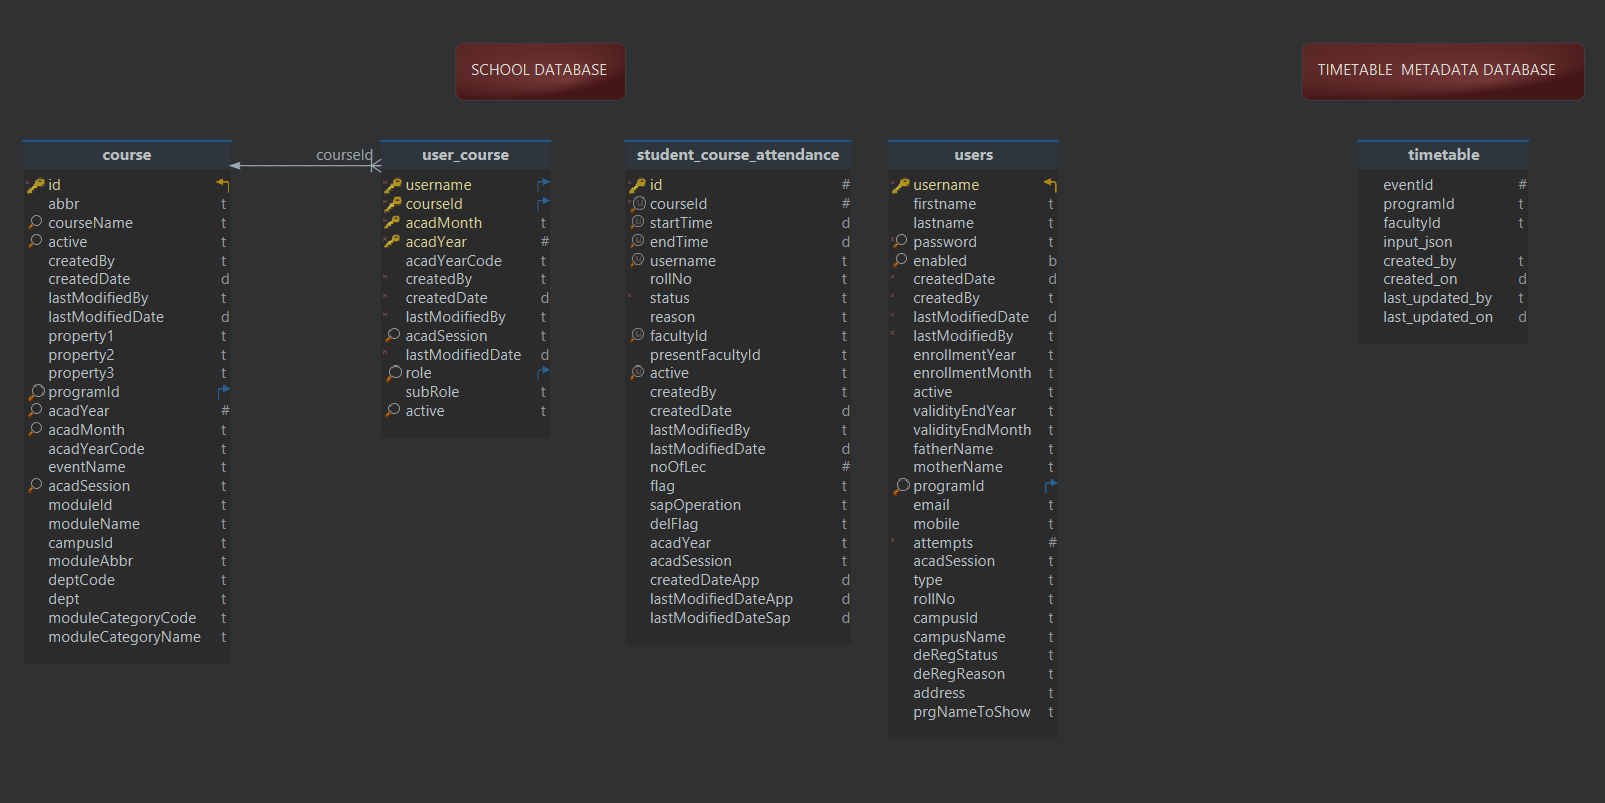 SCHOOL DATABASE
TIMETABLE METADATA DATABASE
course
id
abbr t
courseName t
active t
createdBy t
createdDate d
lastModifiedBy t
lastModifiedDate d
property1 t
property2 t
property3 t
programId
acadYear #
acadMonth t
acadYearCode t
eventName t
acadSession t
moduleId t
moduleName t
campusId t
moduleAbbr t
deptCode t
dept t
moduleCategoryCode t
moduleCategoryName t
courseId
user_course
username
courseId
acadMonth t
acadYear #
acadYearCode t
createdBy t
createdDate d
lastModifiedBy t
acadSession t
lastModifiedDate d
role
subRole t
active t
student_course_attendance
id #
courseId #
startTime d
endTime d
username t
rollNo t
status t
reason t
facultyId t
presentFacultyId t
active t
createdBy t
createdDate d
lastModifiedBy t
lastModifiedDate d
noOfLec #
flag t
sapOperation t
delFlag t
acadYear t
acadSession t
createdDateApp d
lastModifiedDateApp d
lastModifiedDateSap d
users
username
firstname t
lastname t
password t
enabled b
createdDate d
createdBy t
lastModifiedDate d
lastModifiedBy t
enrollmentYear t
enrollmentMonth t
active t
validityEndYear t
validityEndMonth t
fatherName t
motherName t
programId
email t
mobile t
attempts #
acadSession t
type t
rollNo t
campusId t
campusName t
deRegStatus t
deRegReason t
address t
prgNameToShow t
timetable
eventId #
programId t
facultyId t
input_json
created_by t
created_on d
last_updated_by t
last_updated_on d